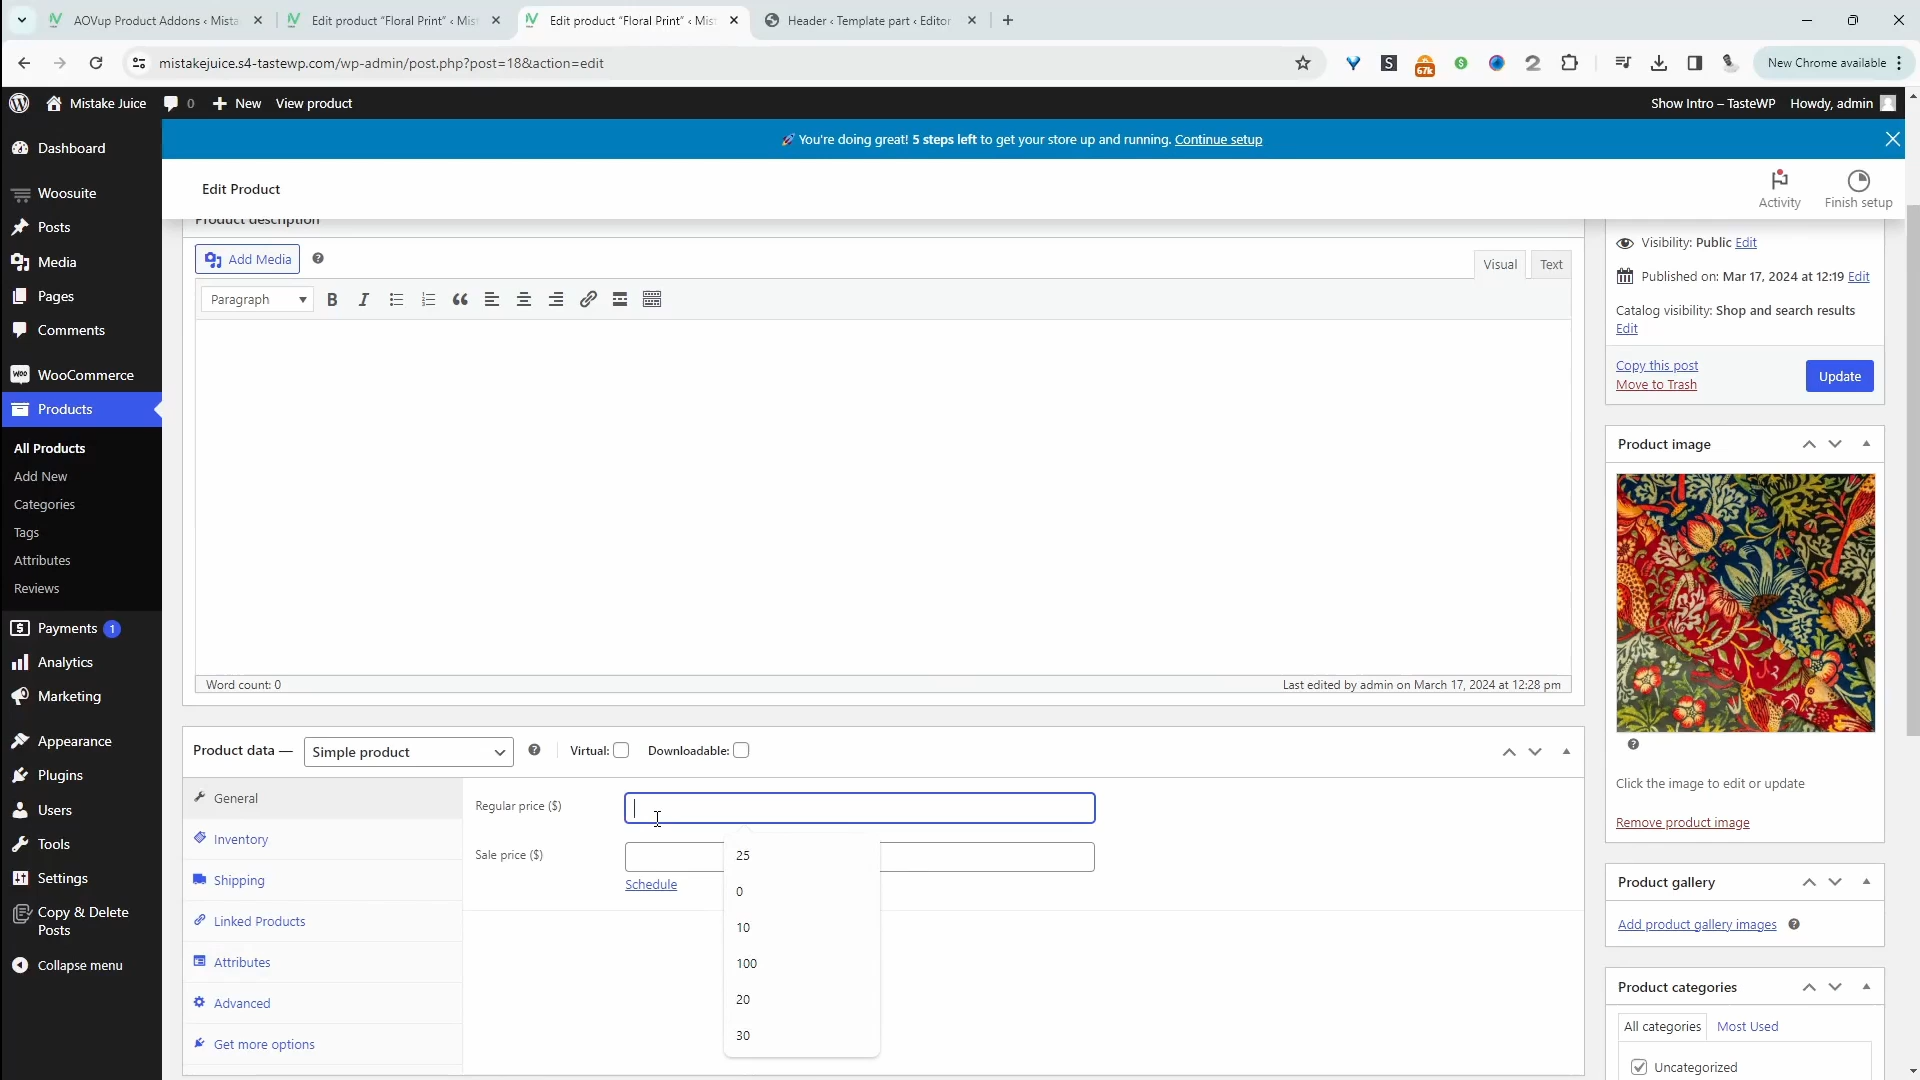 AOVup Product Addons ‹ Mista
Edit product “Floral Print” ‹ Mis
Edit product “Floral Print” ‹ Mis
Header ‹ Template part ‹ Editor
mistakejuice.s4-tastewp.com/wp-admin/post.php?post=18&action=edit
67k
New Chrome available
Mistake Juice
0
New
View product
Show Intro – TasteWP
Howdy, admin
🚀 You're doing great! 5 steps left to get your store up and running. Continue setup
Edit Product
Activity
Finish setup
Dashboard
Woosuite
Posts
Media
Pages
Comments
WooCommerce
Products
All Products
Add New
Categories
Tags
Attributes
Reviews
Payments 1
Analytics
Marketing
Appearance
Plugins
Users
Tools
Settings
Copy & Delete
Posts
Collapse menu
Product description
Add Media
Visual
Text
Paragraph
Word count: 0
Last edited by admin on March 17, 2024 at 12:28 pm
Product data —
Simple product
Virtual:
Downloadable:
General
Inventory
Shipping
Linked Products
Attributes
Advanced
Get more options
Regular price ($)
Sale price ($)
Schedule
25
0
10
100
20
30
Visibility: Public Edit
Published on: Mar 17, 2024 at 12:19 Edit
Catalog visibility: Shop and search results
Edit
Copy this post
Move to Trash
Update
Product image
Click the image to edit or update
Remove product image
Product gallery
Add product gallery images
Product categories
All categories
Most Used
Uncategorized